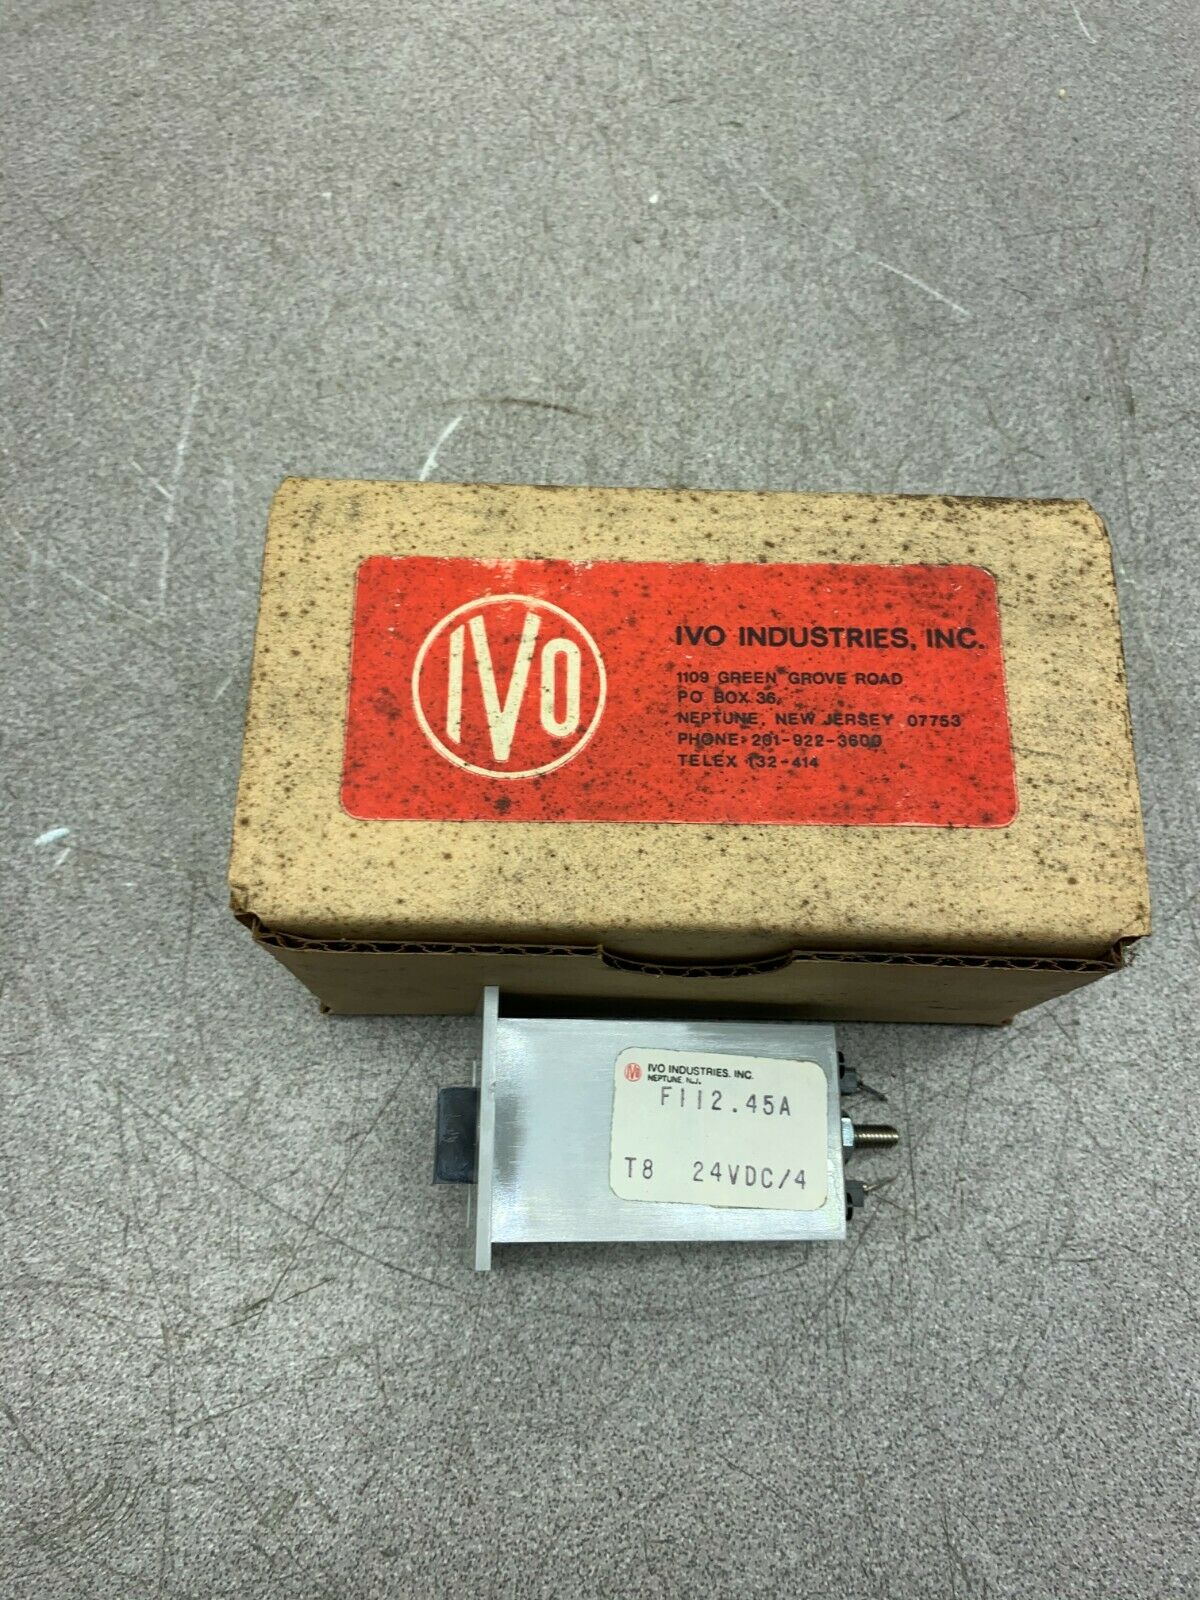 IVO
IVO INDUSTRIES, INC.
1109 GREEN GROVE ROAD
PO BOX 36,
NEPTUNE, NEW JERSEY 07753
PHONE: 201-922-3600
TELEX 132-414
IVO IVO INDUSTRIES, INC.
NEPTUNE, N.J.
F112.45A
T8 24VDC/4